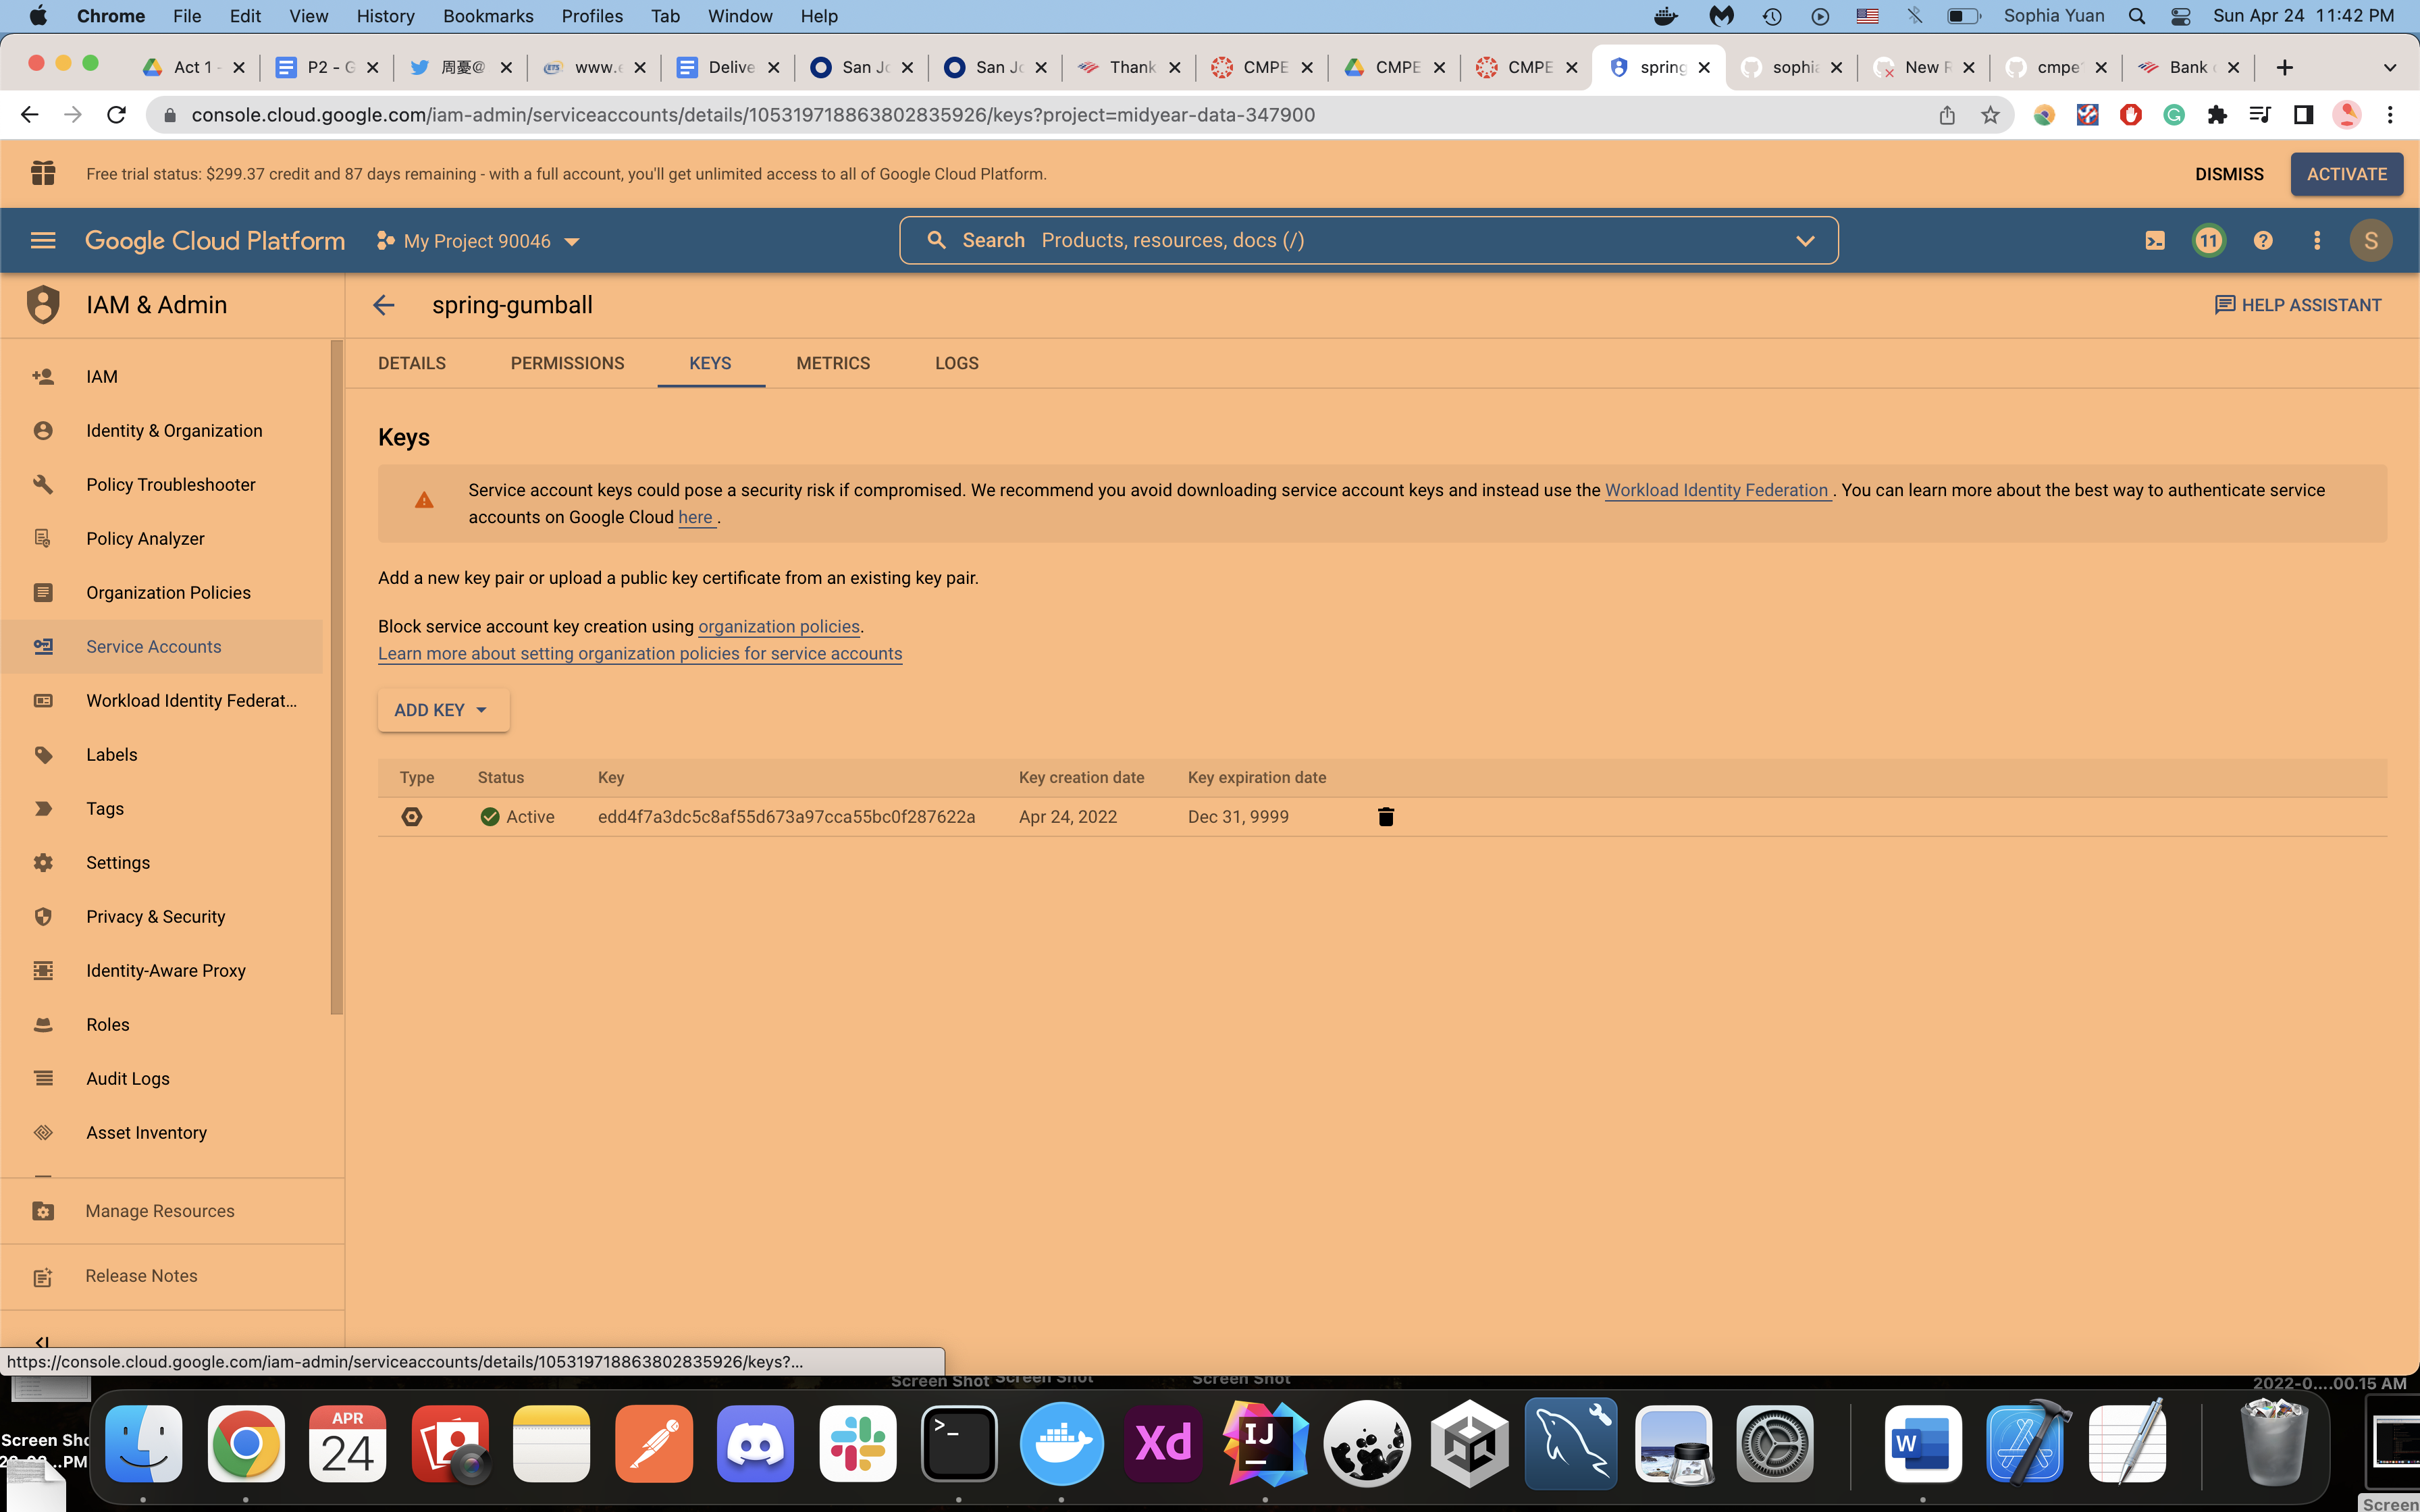 Chrome File Edit View History Bookmarks Profiles Tab Window Help Sophia Yuan Sun Apr 24 11:42 PM
Act 1 - P2 - G 周憂@ www.e Delive San Jo San Jo Thank CMPE CMPE CMPE spring sophia New R cmpe Bank
console.cloud.google.com/iam-admin/serviceaccounts/details/105319718863802835926/keys?project=midyear-data-347900
Free trial status: $299.37 credit and 87 days remaining - with a full account, you'll get unlimited access to all of Google Cloud Platform. DISMISS ACTIVATE
Google Cloud Platform My Project 90046 Search Products, resources, docs (/) 11 ? S
IAM & Admin spring-gumball HELP ASSISTANT
DETAILS PERMISSIONS KEYS METRICS LOGS
IAM
Identity & Organization
Policy Troubleshooter
Policy Analyzer
Organization Policies
Service Accounts
Workload Identity Federat...
Labels
Tags
Settings
Privacy & Security
Identity-Aware Proxy
Roles
Audit Logs
Asset Inventory
Manage Resources
Release Notes
Keys
Service account keys could pose a security risk if compromised. We recommend you avoid downloading service account keys and instead use the Workload Identity Federation . You can learn more about the best way to authenticate service
accounts on Google Cloud here .
Add a new key pair or upload a public key certificate from an existing key pair.
Block service account key creation using organization policies.
Learn more about setting organization policies for service accounts
ADD KEY
Type Status Key Key creation date Key expiration date
Active edd4f7a3dc5c8af55d673a97cca55bc0f287622a Apr 24, 2022 Dec 31, 9999
https://console.cloud.google.com/iam-admin/serviceaccounts/details/105319718863802835926/keys?...
Screen Shot Screen Shot Screen Shot 2022-0....00.15 AM
APR
24
Xd
IJ
W
Screen Sho
...PM
Screen